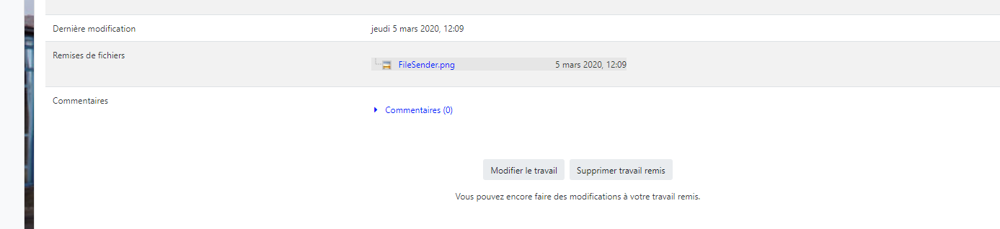 Dernière modification jeudi 5 mars 2020, 12:09
Remises de fichiers
FileSender.png 5 mars 2020, 12:09
Commentaires
Commentaires (0)
Modifier le travail Supprimer travail remis
Vous pouvez encore faire des modifications à votre travail remis.